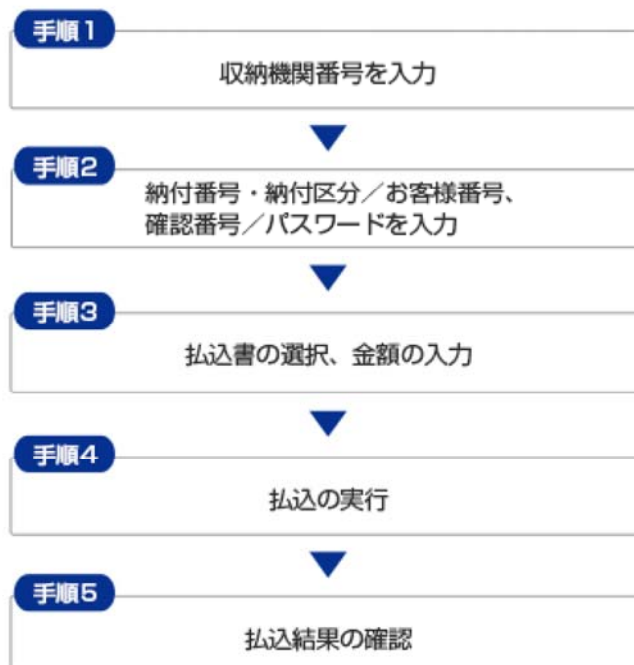 手順1
収納機関番号を入力
手順2
納付番号・納付区分／お客様番号、
確認番号／パスワードを入力
手順3
払込書の選択、金額の入力
手順4
払込の実行
手順5
払込結果の確認